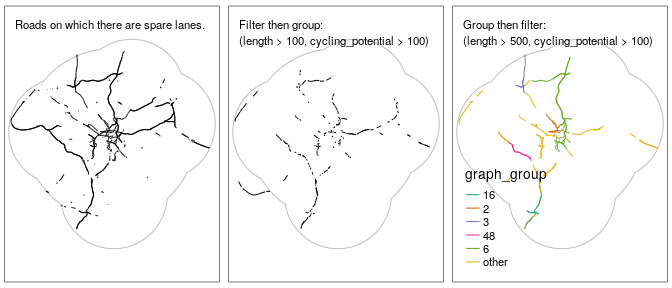 Roads on which there are spare lanes.
Filter then group:
(length > 100, cycling_potential > 100)
Group then filter:
(length > 500, cycling_potential > 100)
graph_group
16
2
3
48
6
other